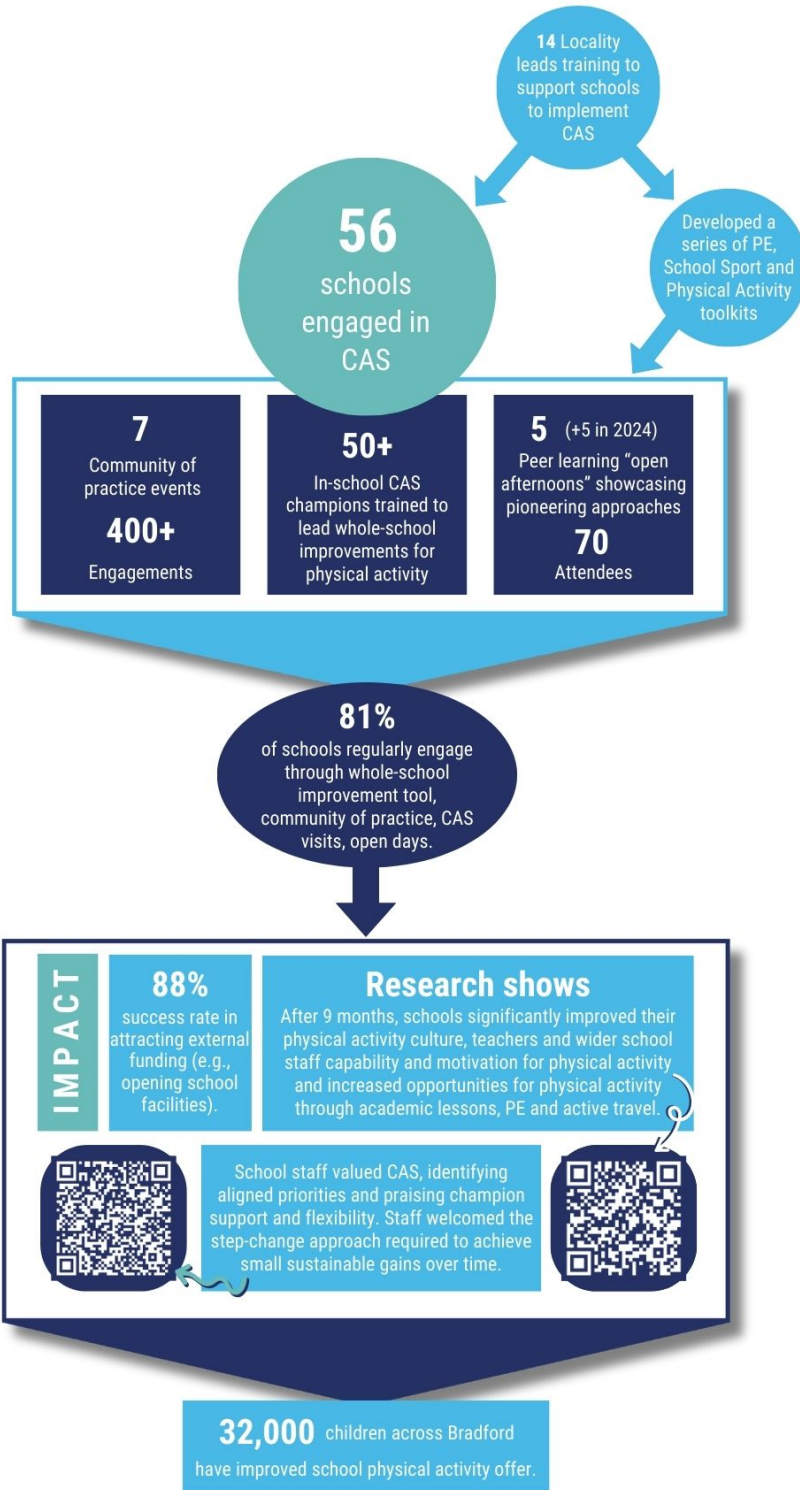 14 Locality
leads training to
support schools
to implement
CAS
56
schools
engaged in
CAS
Developed a
series of PE,
School Sport and
Physical Activity
toolkits
7
Community of
practice events
400+
Engagements
50+
In-school CAS
champions trained to
lead whole-school
improvements for
physical activity
5 (+5 in 2024)
Peer learning “open
afternoons” showcasing
pioneering approaches
70
Attendees
81%
of schools regularly engage
through whole-school
improvement tool,
community of practice, CAS
visits, open days.
IMPACT
88%
success rate in
attracting external
funding (e.g.,
opening school
facilities).
Research shows
After 9 months, schools significantly improved their
physical activity culture, teachers and wider school
staff capability and motivation for physical activity
and increased opportunities for physical activity
through academic lessons, PE and active travel.
School staff valued CAS, identifying
aligned priorities and praising champion
support and flexibility. Staff welcomed the
step-change approach required to achieve
small sustainable gains over time.
32,000 children across Bradford
have improved school physical activity offer.